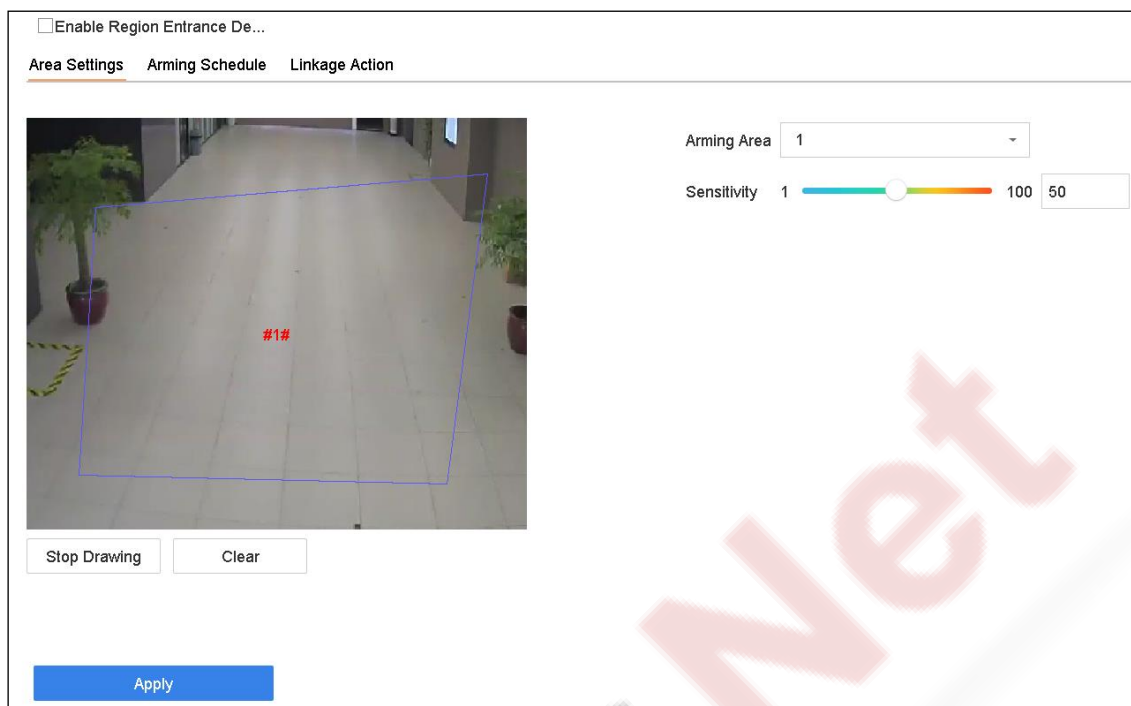 Enable Region Entrance De...
Area Settings Arming Schedule Linkage Action
Arming Area 1
Sensitivity 1 100 50
#1#
Stop Drawing Clear
Apply
Net